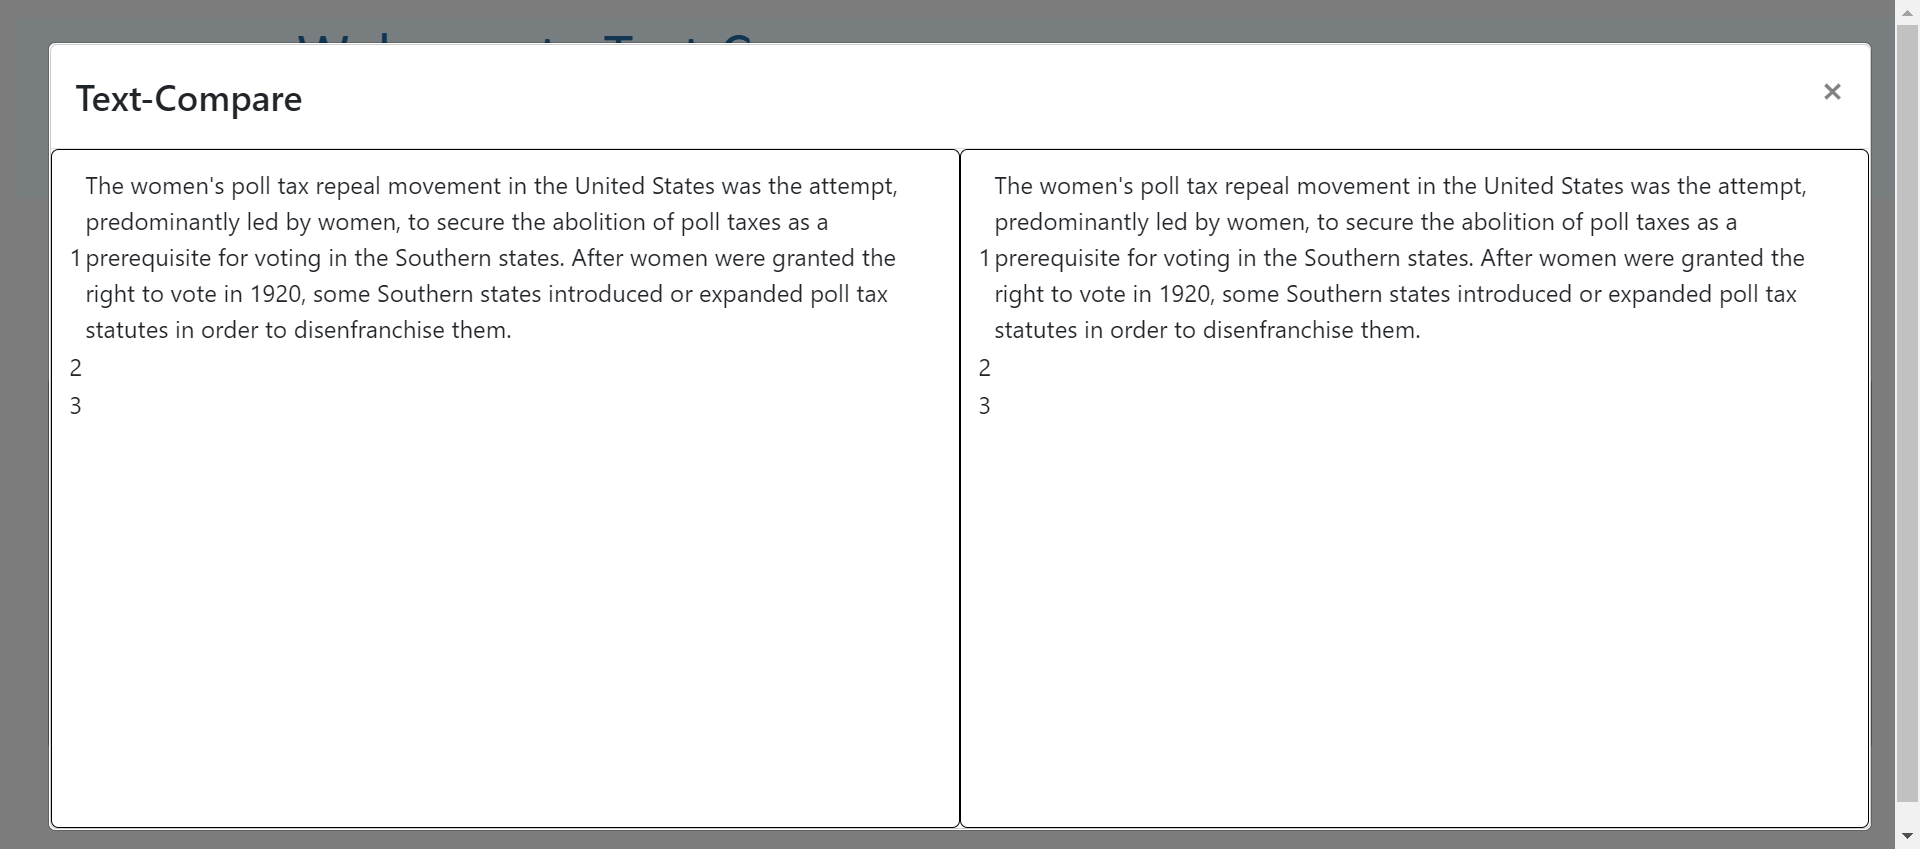 Text-Compare
×
The women's poll tax repeal movement in the United States was the attempt,
predominantly led by women, to secure the abolition of poll taxes as a
1 prerequisite for voting in the Southern states. After women were granted the
right to vote in 1920, some Southern states introduced or expanded poll tax
statutes in order to disenfranchise them.
2
3
The women's poll tax repeal movement in the United States was the attempt,
predominantly led by women, to secure the abolition of poll taxes as a
1 prerequisite for voting in the Southern states. After women were granted the
right to vote in 1920, some Southern states introduced or expanded poll tax
statutes in order to disenfranchise them.
2
3